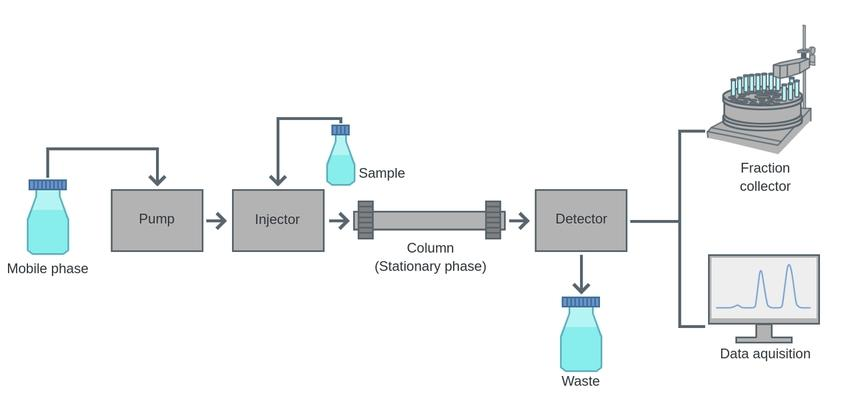 Mobile phase
Pump
Injector
Sample
Column
(Stationary phase)
Detector
Waste
Fraction
collector
Data aquisition